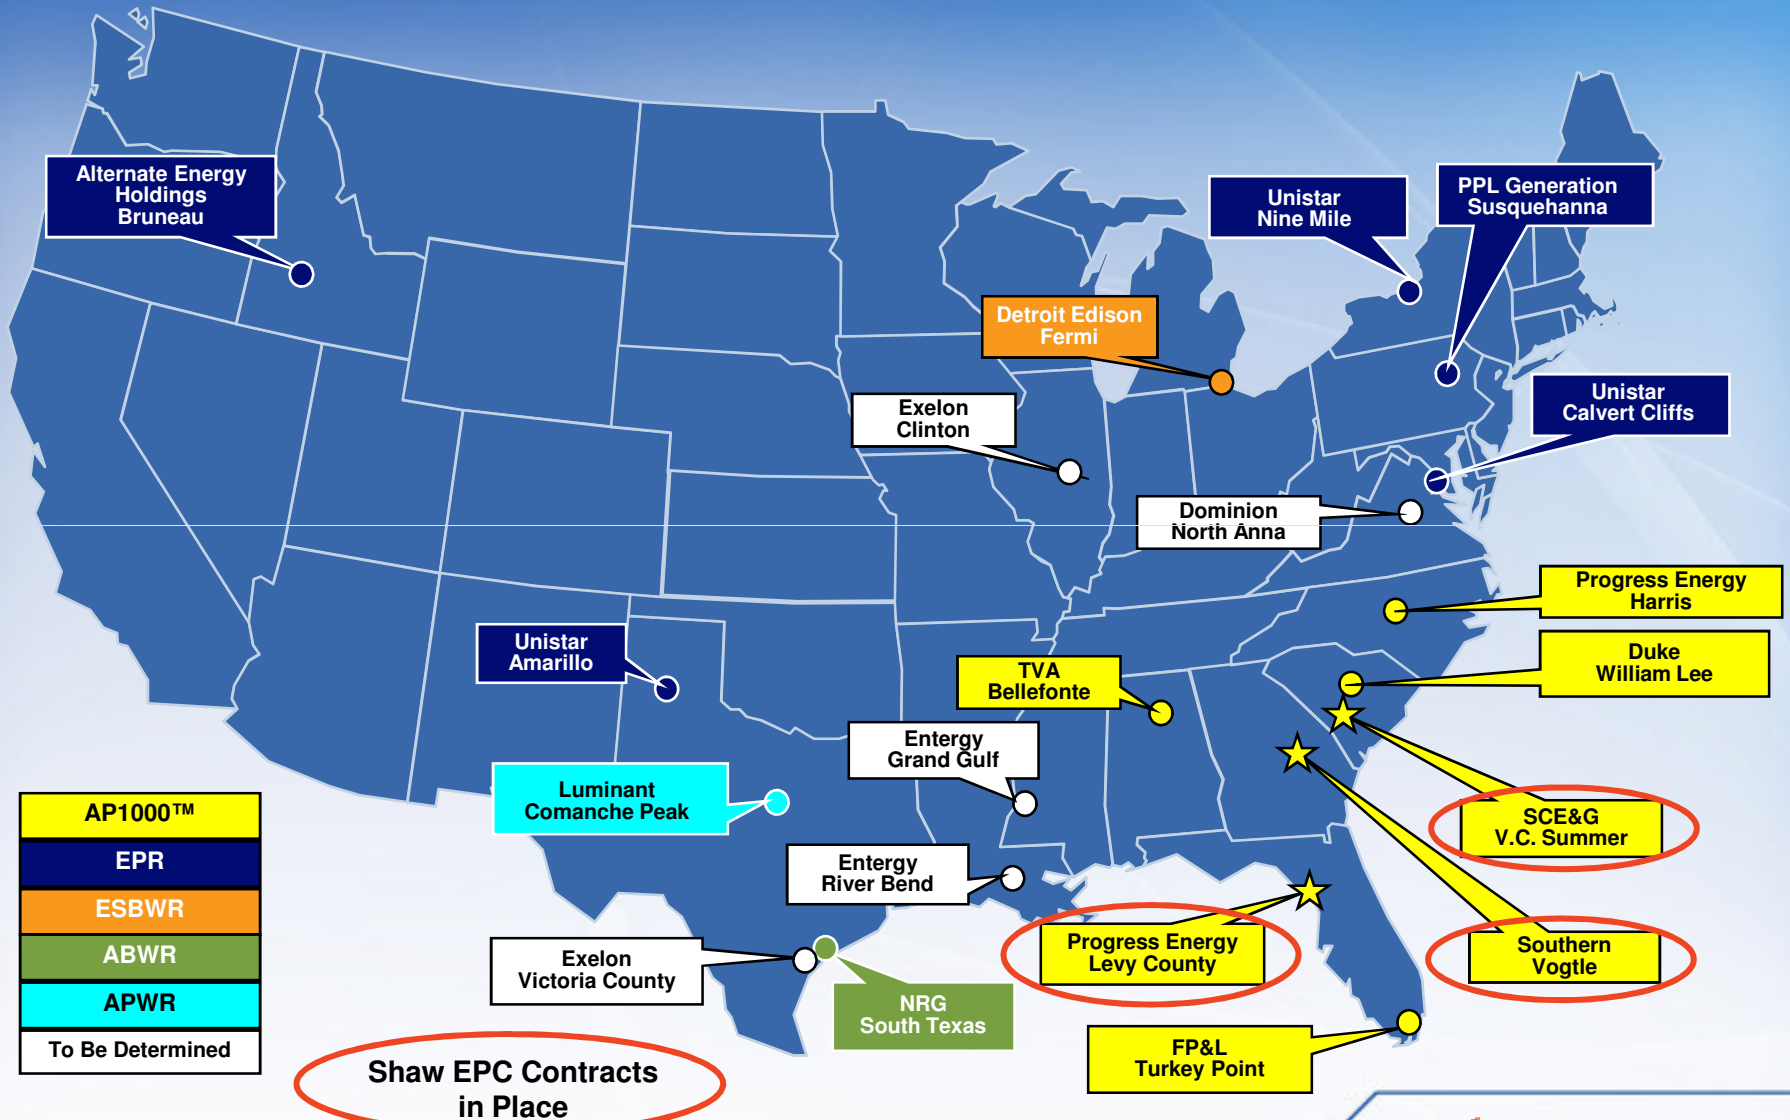 Alternate Energy
Holdings
Bruneau
Unistar
Nine Mile
PPL Generation
Susquehanna
Detroit Edison
Fermi
Unistar
Calvert Cliffs
Exelon
Clinton
Dominion
North Anna
Progress Energy
Harris
Unistar
Amarillo
TVA
Bellefonte
Duke
William Lee
Entergy
Grand Gulf
Luminant
Comanche Peak
SCE&G
V.C. Summer
Entergy
River Bend
Progress Energy
Levy County
Southern
Vogtle
Exelon
Victoria County
NRG
South Texas
FP&L
Turkey Point
AP1000™
EPR
ESBWR
ABWR
APWR
To Be Determined
Shaw EPC Contracts
in Place